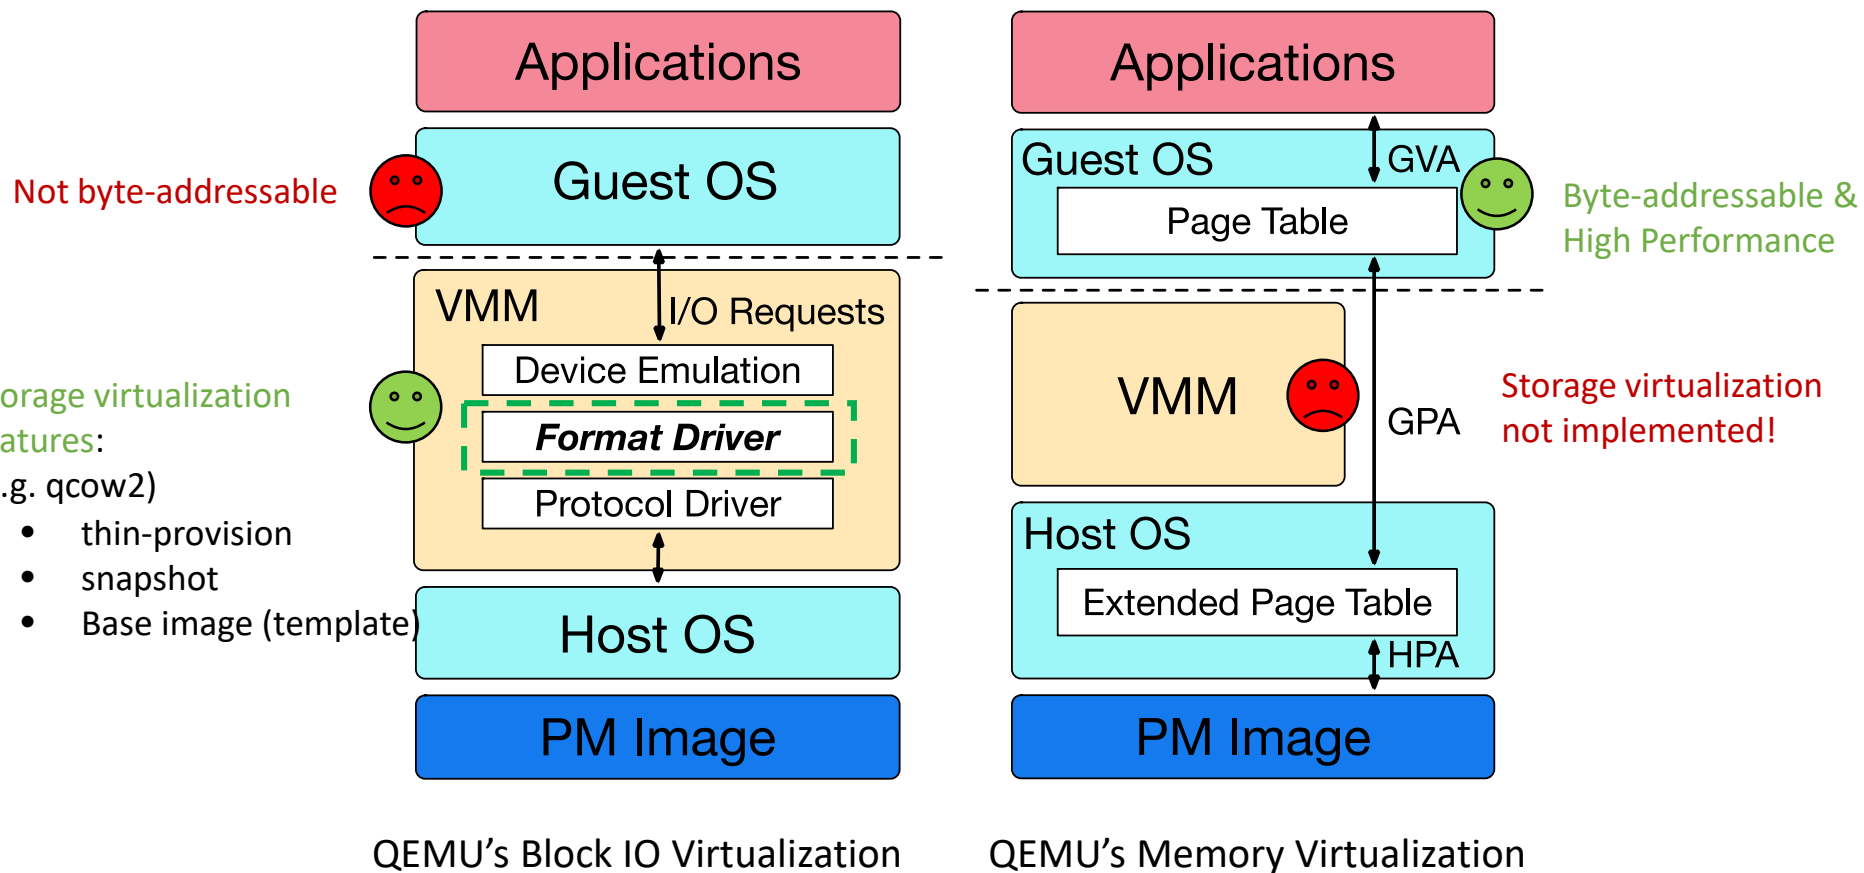 Applications
Guest OS
Not byte-addressable
VMM
I/O Requests
Device Emulation
Format Driver
Protocol Driver
orage virtualization
atures:
.g. qcow2)
• thin-provision
• snapshot
• Base image (template)
Host OS
PM Image
QEMU's Block IO Virtualization
Applications
Guest OS
GVA
Page Table
Byte-addressable &
High Performance
VMM
GPA
Storage virtualization
not implemented!
Host OS
Extended Page Table
HPA
PM Image
QEMU's Memory Virtualization